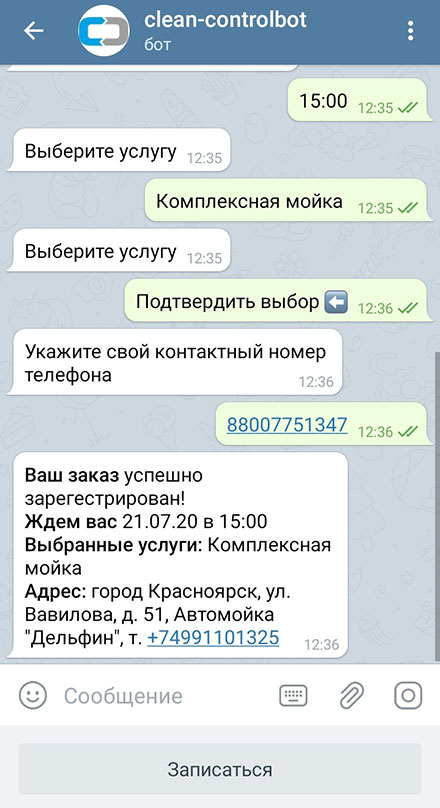 clean-controlbot
бот
15:00 12:35
Выберите услугу 12:35
Комплексная мойка 12:35
Выберите услугу 12:35
Подтвердить выбор 12:36
Укажите свой контактный номер
телефона 12:36
88007751347 12:36
Ваш заказ успешно
зарегестрирован!
Ждем вас 21.07.20 в 15:00
Выбранные услуги: Комплексная
мойка
Адрес: город Красноярск, ул.
Вавилова, д. 51, Автомойка
"Дельфин", т. +74991101325 12:36
Сообщение
Записаться